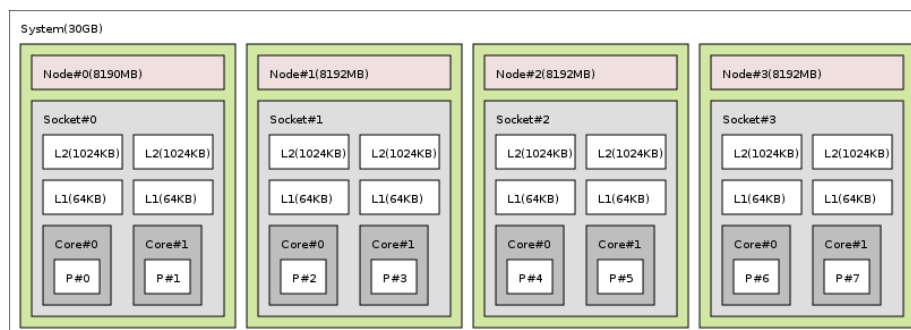 System(30GB)
Node#0(8190MB) Node#1(8192MB) Node#2(8192MB) Node#3(8192MB)
Socket#0 Socket#1 Socket#2 Socket#3
L2(1024KB) L2(1024KB) L2(1024KB) L2(1024KB) L2(1024KB) L2(1024KB) L2(1024KB) L2(1024KB)
L1(64KB) L1(64KB) L1(64KB) L1(64KB) L1(64KB) L1(64KB) L1(64KB) L1(64KB)
Core#0 Core#1 Core#0 Core#1 Core#0 Core#1 Core#0 Core#1
P#0 P#1 P#2 P#3 P#4 P#5 P#6 P#7